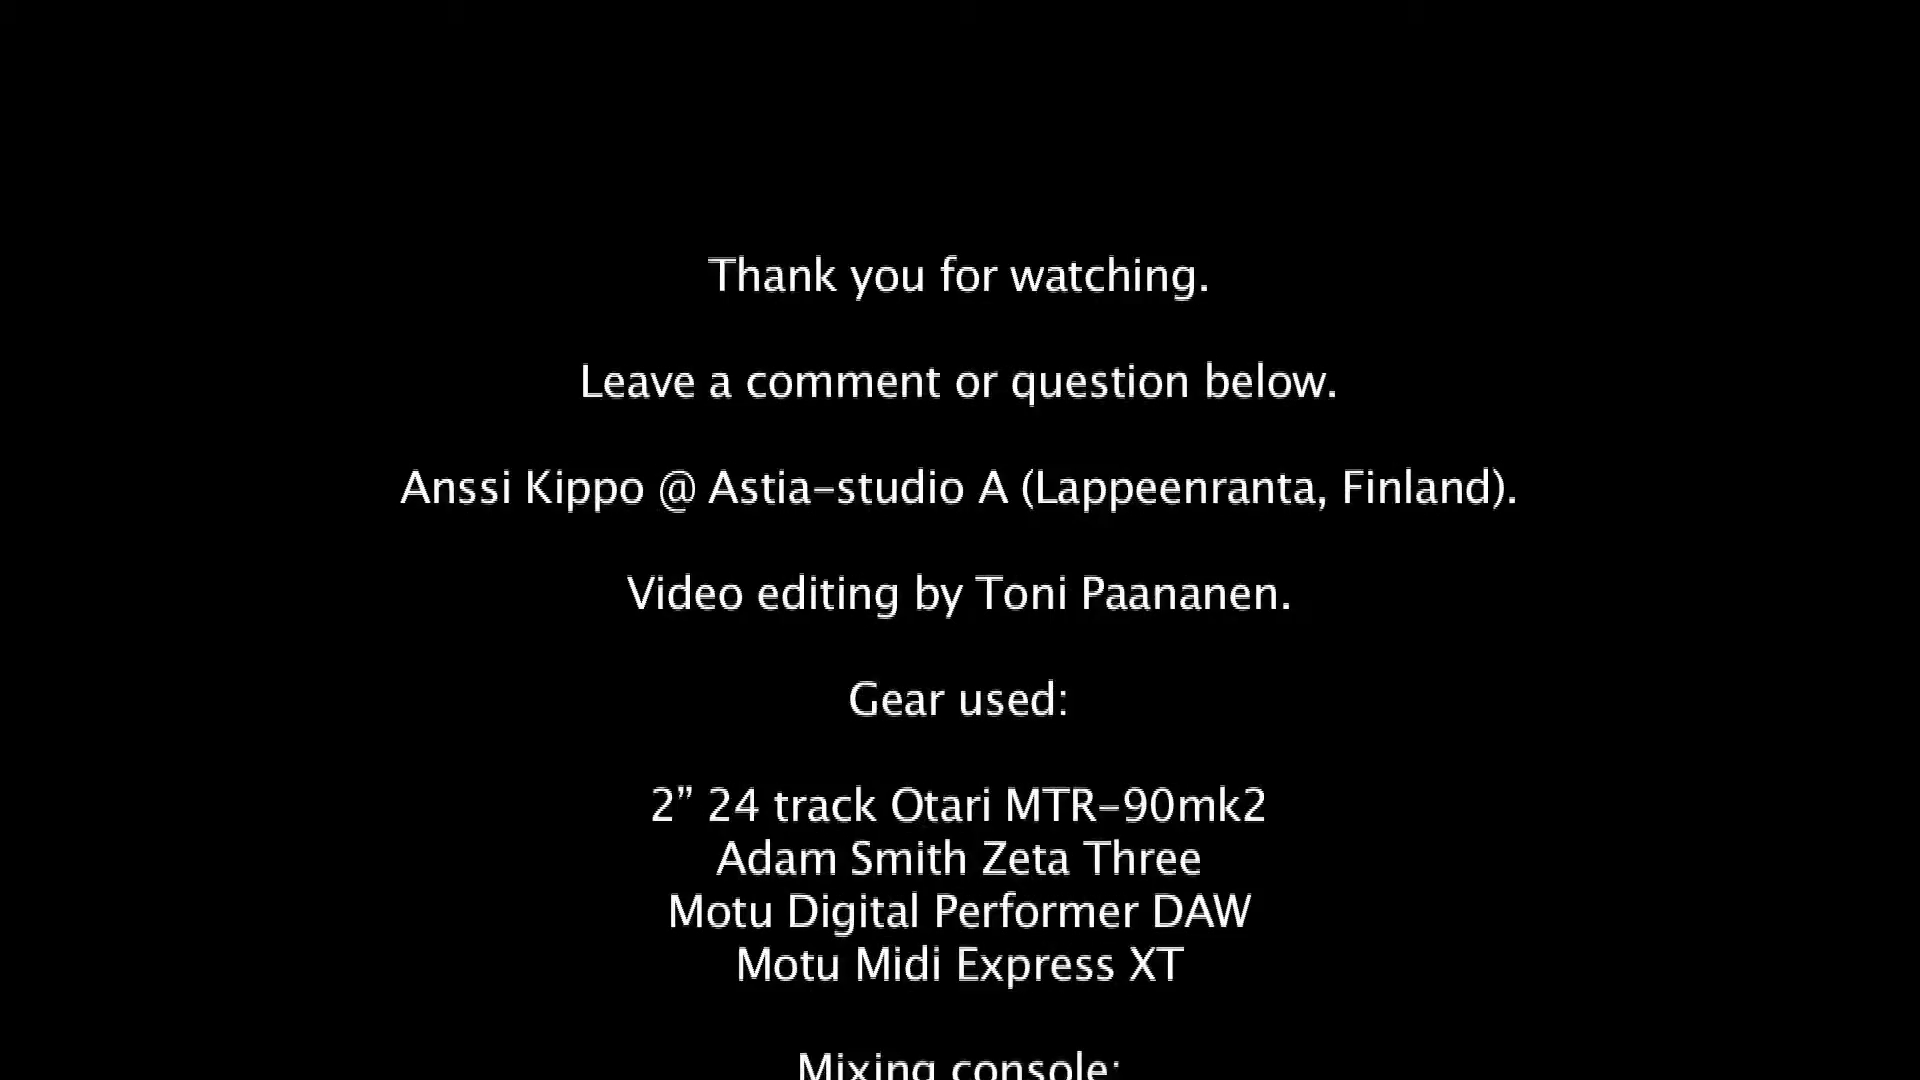 Thank you for watching.
Leave a comment or question below.
Anssi Kippo @ Astia-studio A (Lappeenranta, Finland).
Video editing by Toni Paananen.
Gear used:
2” 24 track Otari MTR-90mk2
Adam Smith Zeta Three
Motu Digital Performer DAW
Motu Midi Express XT
Mixing console: